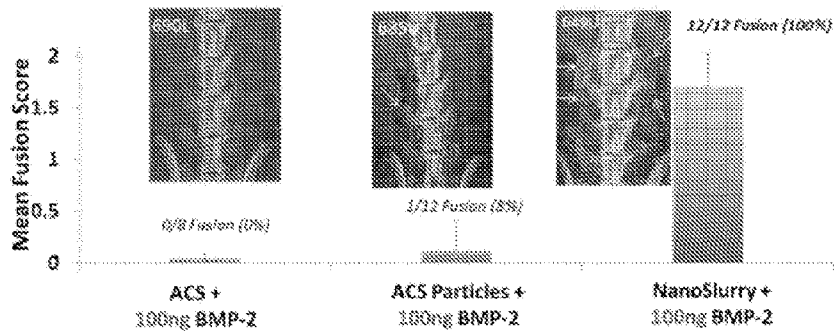 Mean Fusion Score
2
1.5
1
0.5
0
0/8 Fusion (0%)
1/12 Fusion (8%)
12/12 Fusion (100%)
ACS +
100ng BMP-2
ACS Particles +
100ng BMP-2
NanoSlurry +
100ng BMP-2